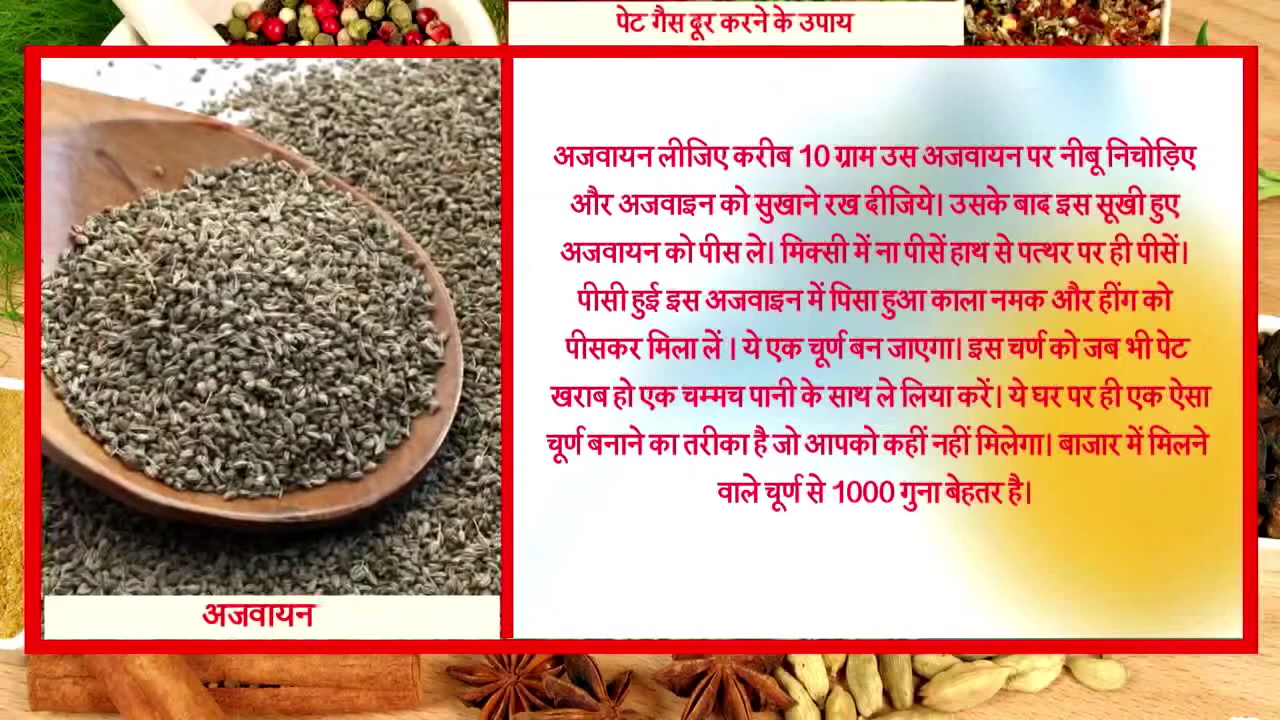 पेट गैस दूर करने के उपाय
अजवायन लीजिए करीब 10 ग्राम उस अजवायन पर नीबू निचोड़िए
और अजवाइन को सुखाने रख दीजिये। उसके बाद इस सूखी हुए
अजवायन को पीस ले। मिक्सी में ना पीसें हाथ से पत्थर पर ही पीसें।
पीसी हुई इस अजवाइन में पिसा हुआ काला नमक और हींग को
पीसकर मिला लें । ये एक चूर्ण बन जाएगा। इस चर्ण को जब भी पेट
खराब हो एक चम्मच पानी के साथ ले लिया करें। ये घर पर ही एक ऐसा
चूर्ण बनाने का तरीका है जो आपको कहीं नहीं मिलेगा। बाजार में मिलने
वाले चूर्ण से 1000 गुना बेहतर है।
अजवायन